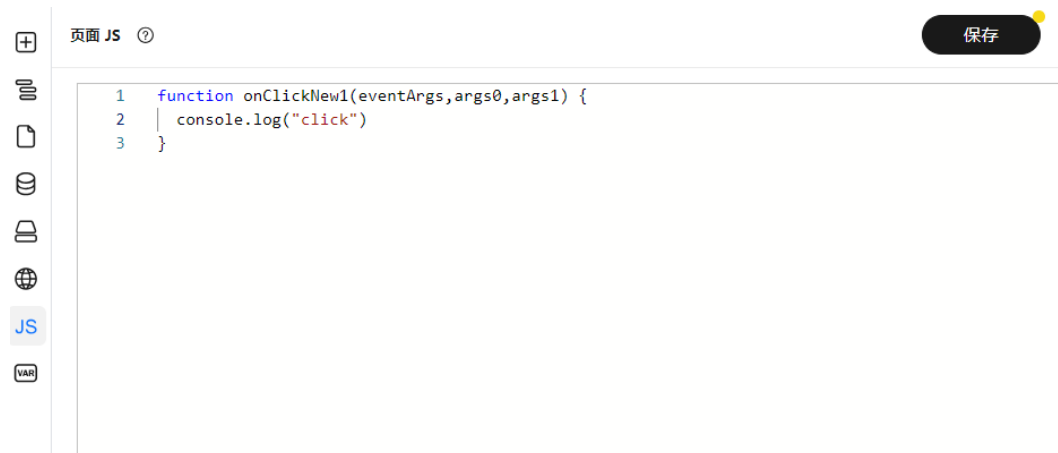 页面 JS ?
保存
1 function onClickNew1(eventArgs,args0,args1) {
2 console.log("click")
3 }
JS
VAR